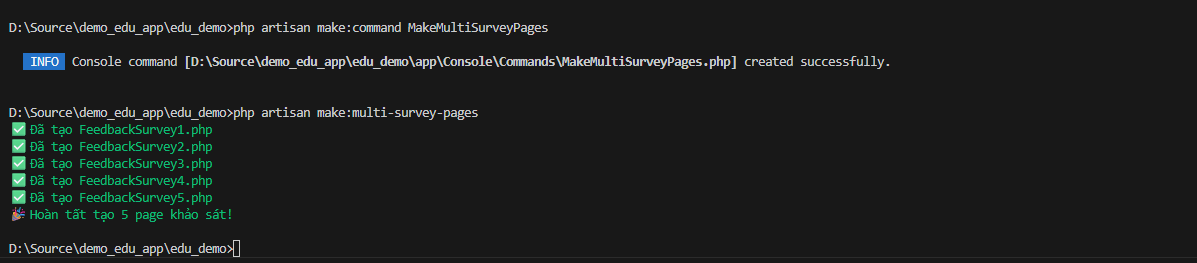 D:\Source\demo_edu_app\edu_demo>php artisan make:command MakeMultiSurveyPages
INFO Console command [D:\Source\demo_edu_app\edu_demo\app\Console\Commands\MakeMultiSurveyPages.php] created successfully.
D:\Source\demo_edu_app\edu_demo>php artisan make:multi-survey-pages
✅ Đã tạo FeedbackSurvey1.php
✅ Đã tạo FeedbackSurvey2.php
✅ Đã tạo FeedbackSurvey3.php
✅ Đã tạo FeedbackSurvey4.php
✅ Đã tạo FeedbackSurvey5.php
🎉 Hoàn tất tạo 5 page khảo sát!
D:\Source\demo_edu_app\edu_demo>